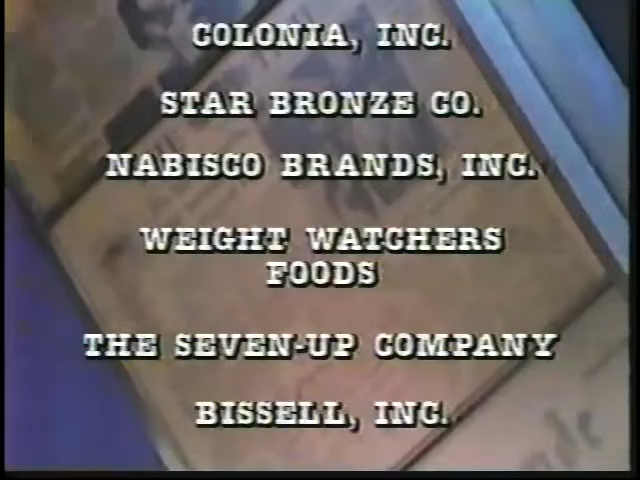 COLONIA, INC.
STAR BRONZE CO.
NABISCO BRANDS, INC.
WEIGHT WATCHERS
FOODS
THE SEVEN-UP COMPANY
BISSELL, INC.